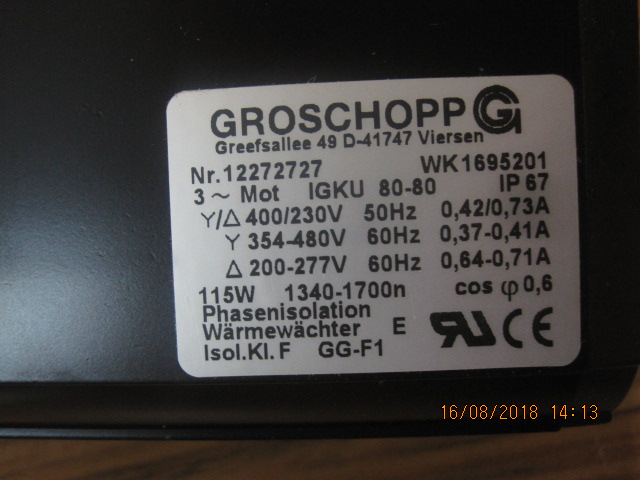 GROSCHOPP G
Greefsallee 49 D-41747 Viersen
Nr.12272727 WK1695201
3 ~ Mot IGKU 80-80 IP 67
Y/Δ 400/230V 50Hz 0,42/0,73A
Y 354-480V 60Hz 0,37-0,41A
Δ 200-277V 60Hz 0,64-0,71A
115W 1340-1700n cos φ 0,6
Phasenisolation
Wärmewächter E
Isol.Kl. F GG-F1
RU CE
16/08/2018 14:13